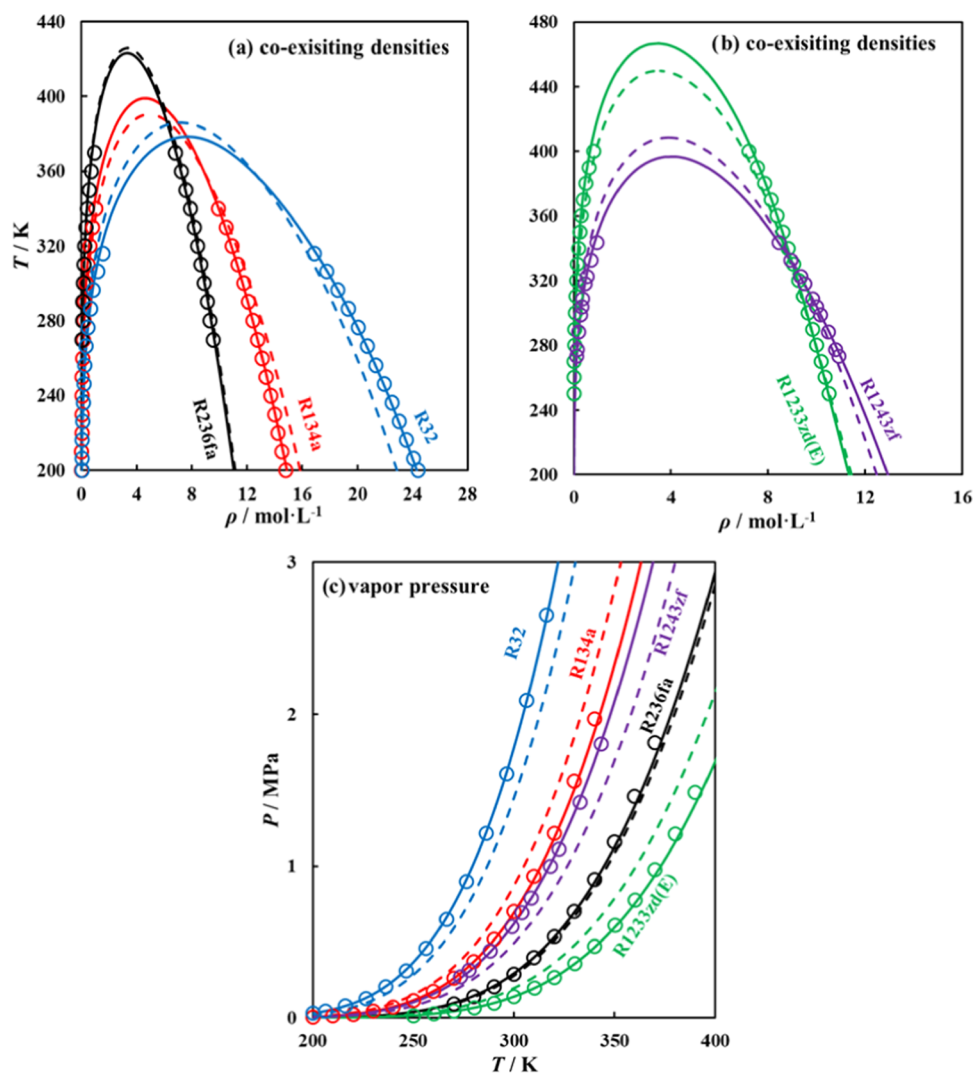 (a) co-exisiting densities
T / K
440
400
360
320
280
240
200
0
4
8
12
16
20
24
28
ρ / mol·L⁻¹
R236fa
R134a
R32
(b) co-exisiting densities
480
440
400
360
320
280
240
200
0
4
8
12
16
ρ / mol·L⁻¹
R1233zd(E)
R1243zf
(c) vapor pressure
P / MPa
3
2
1
0
200
250
300
350
400
T / K
R32
R134a
R1243zf
R236fa
R1233zd(E)